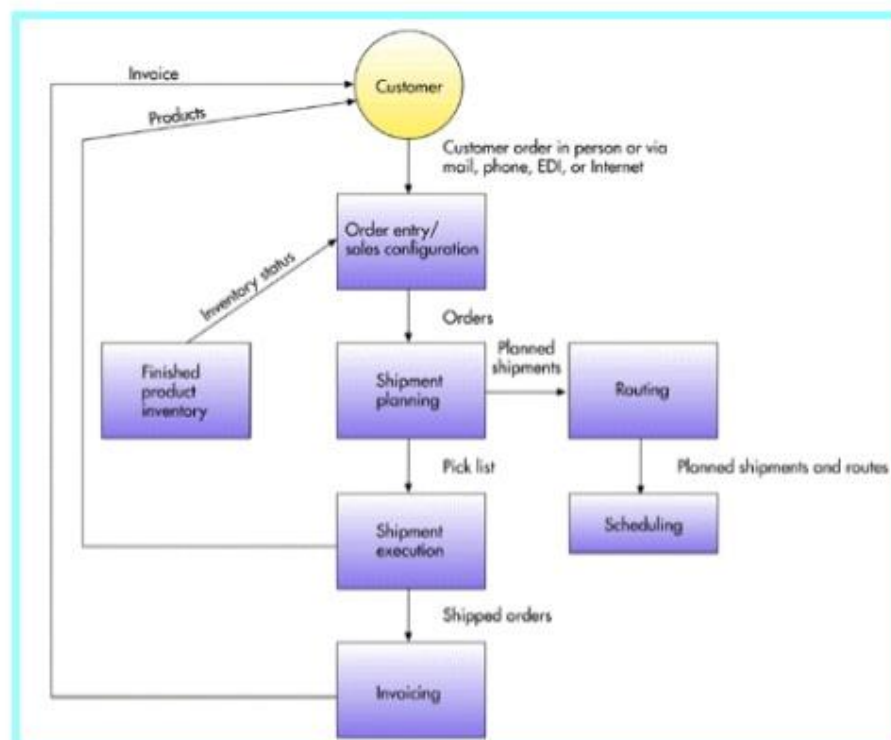 Invoice
Customer
Products
Customer order in person or via
mail, phone, EDI, or Internet
Order entry/
sales configuration
Inventory status
Orders
Planned
shipments
Finished
product
inventory
Shipment
planning
Routing
Pick list
Planned shipments and routes
Shipment
execution
Scheduling
Shipped orders
Invoicing